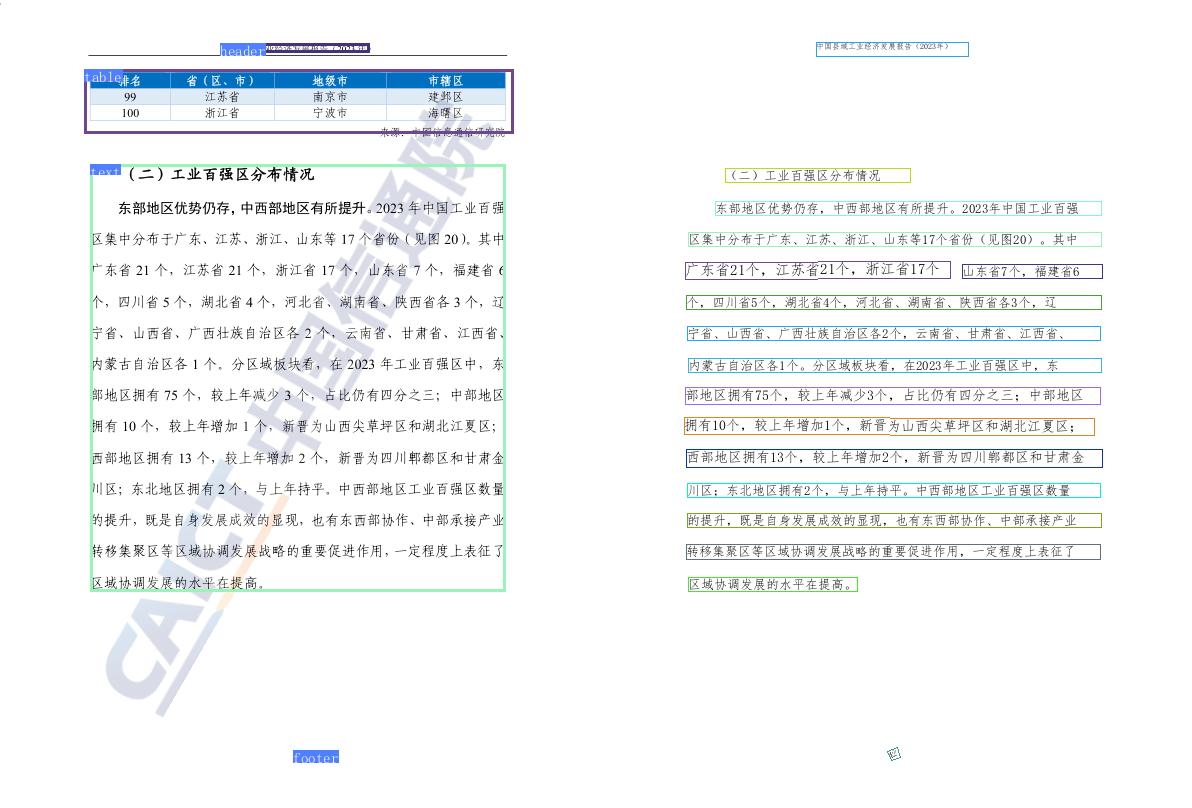 header
中国县域工业经济发展报告（2023年）
table
排名 省（区、市） 地级市 市辖区
99 江苏省 南京市 建邺区
100 浙江省 宁波市 海曙区
来源：中国信息通信研究院
text
（二）工业百强区分布情况
东部地区优势仍存，中西部地区有所提升。2023 年中国工业百强
区集中分布于广东、江苏、浙江、山东等 17 个省份（见图 20）。其中
广东省 21 个，江苏省 21 个，浙江省 17 个，山东省 7 个，福建省 6
个，四川省 5 个，湖北省 4 个，河北省、湖南省、陕西省各 3 个，辽
宁省、山西省、广西壮族自治区各 2 个，云南省、甘肃省、江西省、
内蒙古自治区各 1 个。分区域板块看，在 2023 年工业百强区中，东
部地区拥有 75 个，较上年减少 3 个，占比仍有四分之三；中部地区
拥有 10 个，较上年增加 1 个，新晋为山西尖草坪区和湖北江夏区；
西部地区拥有 13 个，较上年增加 2 个，新晋为四川郫都区和甘肃金
川区；东北地区拥有 2 个，与上年持平。中西部地区工业百强区数量
的提升，既是自身发展成效的显现，也有东西部协作、中部承接产业
转移集聚区等区域协调发展战略的重要促进作用，一定程度上表征了
区域协调发展的水平在提高。
CAICT 中国信通院
footer
中国县域工业经济发展报告（2023年）
（二）工业百强区分布情况
东部地区优势仍存，中西部地区有所提升。2023年中国工业百强
区集中分布于广东、江苏、浙江、山东等17个省份（见图20）。其中
广东省21个，江苏省21个，浙江省17个 山东省7个，福建省6
个，四川省5个，湖北省4个，河北省、湖南省、陕西省各3个，辽
宁省、山西省、广西壮族自治区各2个，云南省、甘肃省、江西省、
内蒙古自治区各1个。分区域板块看，在2023年工业百强区中，东
部地区拥有75个，较上年减少3个，占比仍有四分之三；中部地区
拥有10个，较上年增加1个，新晋为山西尖草坪区和湖北江夏区；
西部地区拥有13个，较上年增加2个，新晋为四川郫都区和甘肃金
川区；东北地区拥有2个，与上年持平。中西部地区工业百强区数量
的提升，既是自身发展成效的显现，也有东西部协作、中部承接产业
转移集聚区等区域协调发展战略的重要促进作用，一定程度上表征了
区域协调发展的水平在提高。